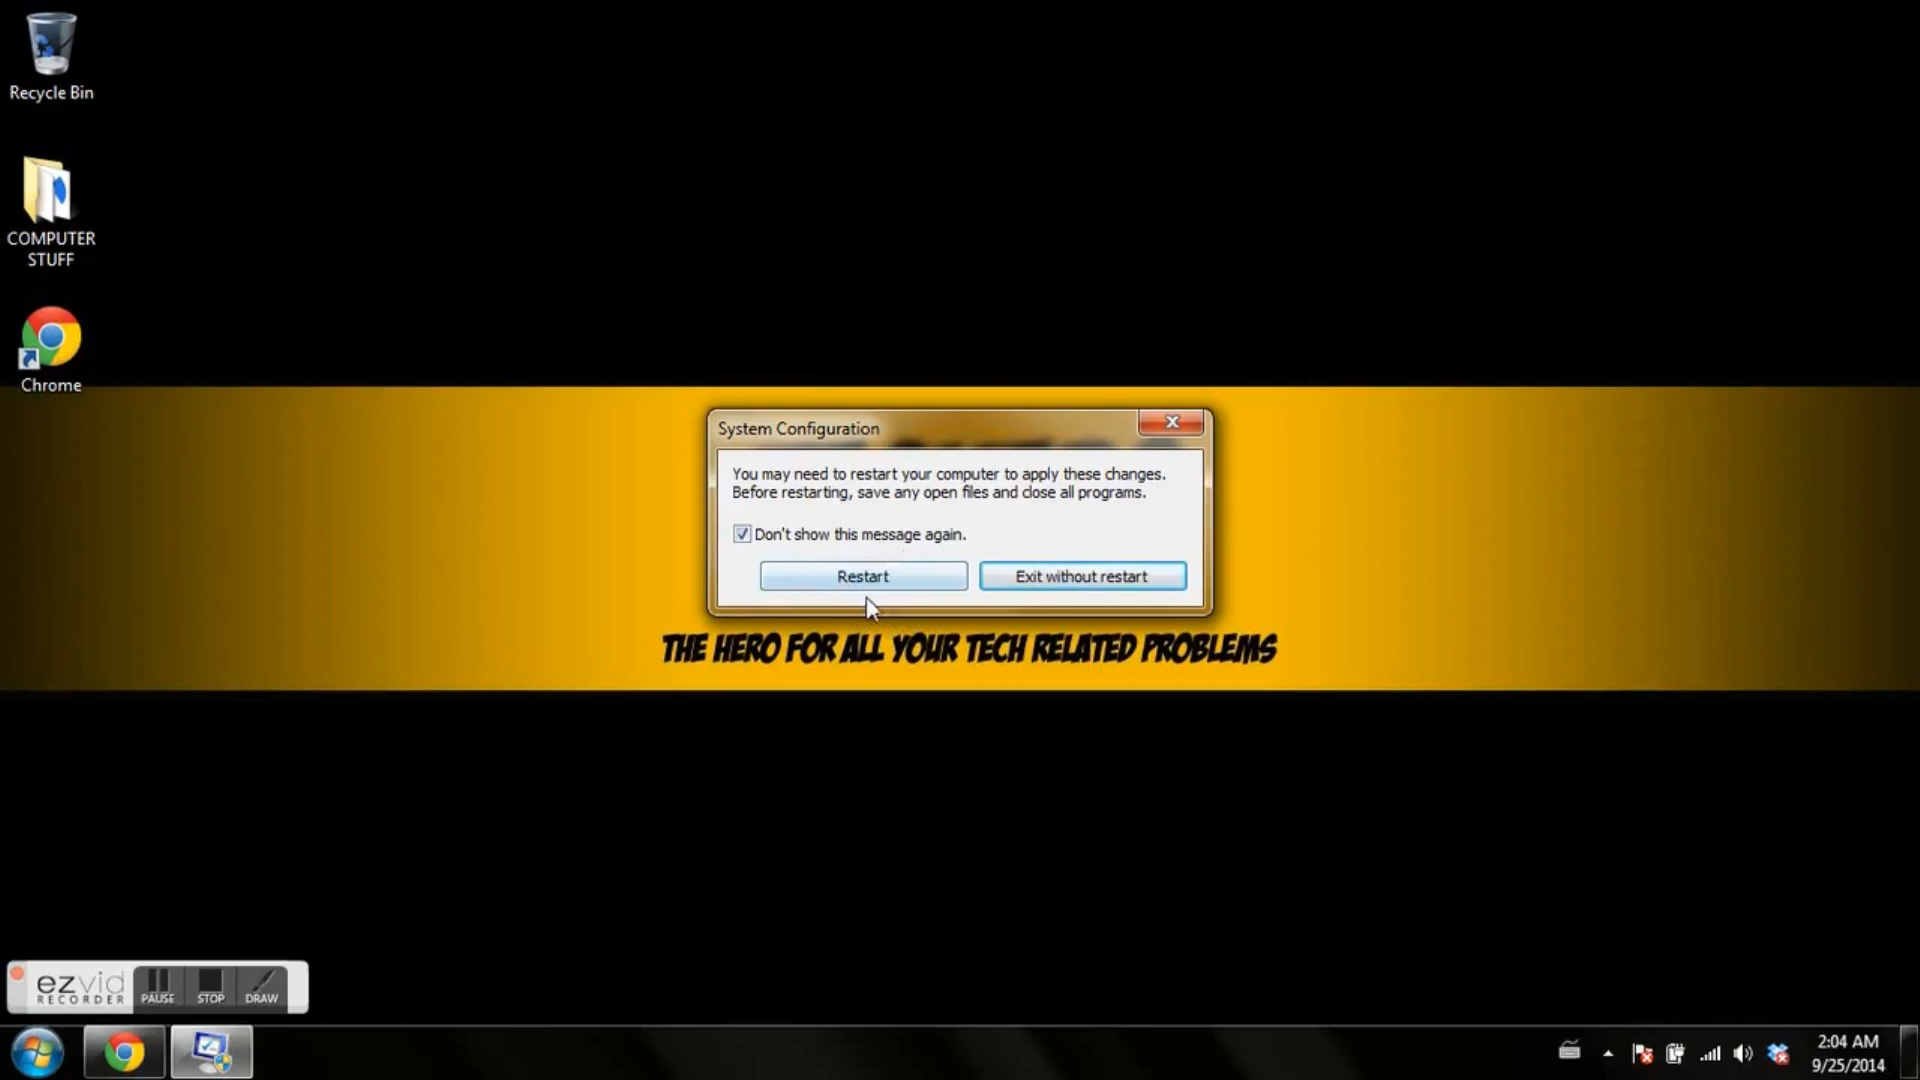 Recycle Bin
COMPUTER
STUFF
Chrome
System Configuration
You may need to restart your computer to apply these changes.
Before restarting, save any open files and close all programs.
Don't show this message again.
Restart
Exit without restart
THE HERO FOR ALL YOUR TECH RELATED PROBLEMS
ezvid
RECORDER
PAUSE
STOP
DRAW
2:04 AM
9/25/2014